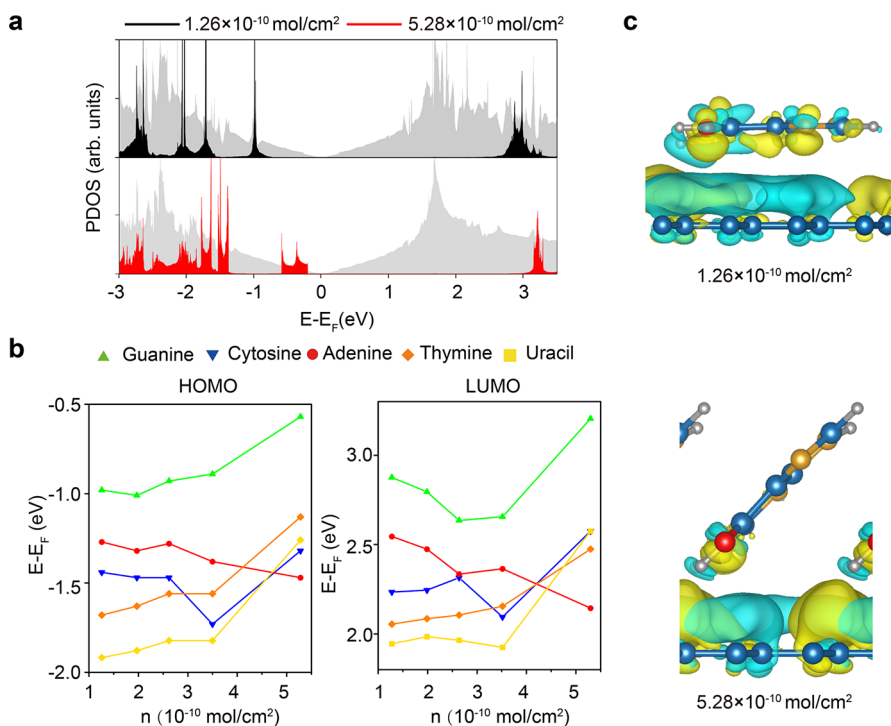 a
1.26×10⁻¹⁰ mol/cm² 5.28×10⁻¹⁰ mol/cm²
PDOS (arb. units)
-3 -2 -1 0 1 2 3
E-E_F(eV)
b
Guanine Cytosine Adenine Thymine Uracil
HOMO
-0.5
-1.0
-1.5
-2.0
E-E_F (eV)
1 2 3 4 5
n (10⁻¹⁰ mol/cm²)
LUMO
3.0
2.5
2.0
E-E_F (eV)
1 2 3 4 5
n (10⁻¹⁰ mol/cm²)
c
1.26×10⁻¹⁰ mol/cm²
5.28×10⁻¹⁰ mol/cm²